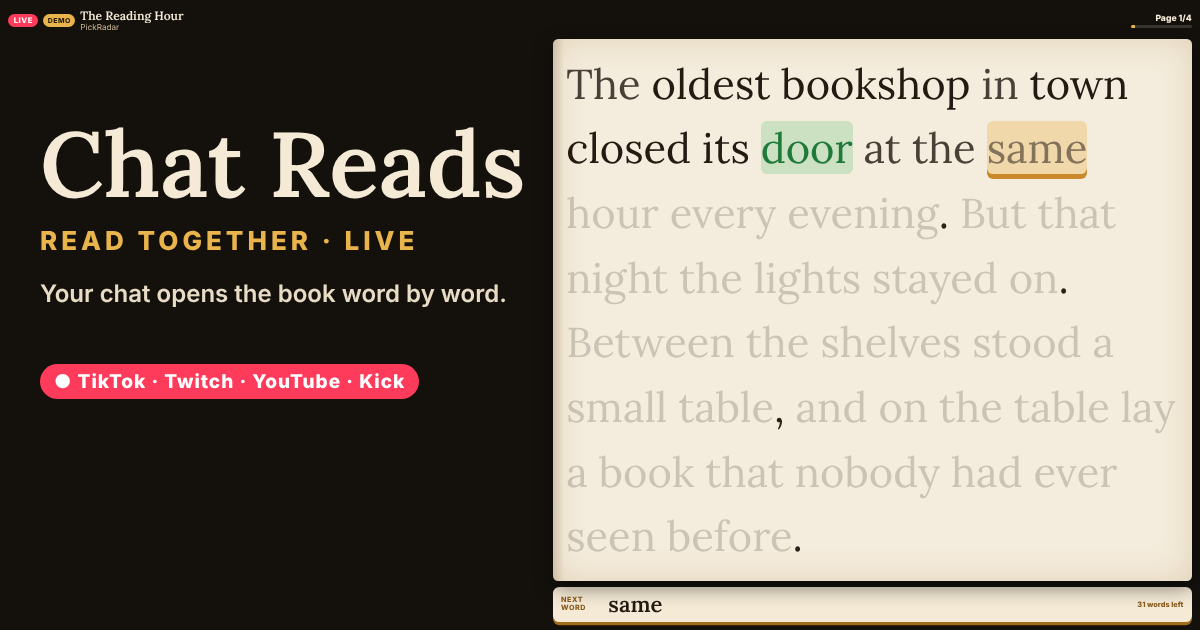 LIVE DEMO The Reading Hour
PickRadar
Page 1/4
Chat Reads
READ TOGETHER · LIVE
Your chat opens the book word by word.
TikTok · Twitch · YouTube · Kick
The oldest bookshop in town
closed its door at the same
hour every evening. But that
night the lights stayed on.
Between the shelves stood a
small table, and on the table lay
a book that nobody had ever
seen before.
NEXT
WORD
same
31 words left